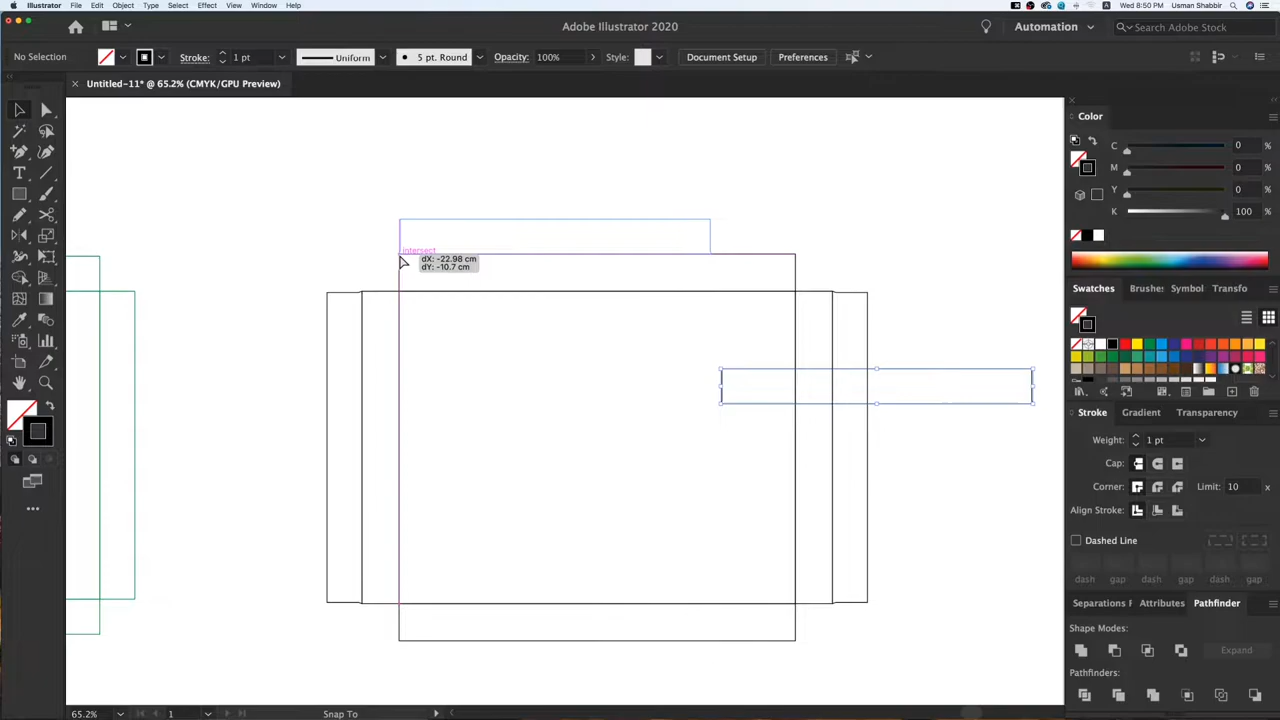 Illustrator File Edit Object Type Select Effect View Window Help
Wed 8:50 PM Usman Shabbir
Adobe Illustrator 2020
Automation
Search Adobe Stock
No Selection
Stroke: 1 pt
Uniform
5 pt. Round
Opacity: 100%
Style:
Document Setup
Preferences
Untitled-11* @ 65.2% (CMYK/GPU Preview)
Color
C 0 %
M 0 %
Y 0 %
K 100 %
intersect
dX: -22.98 cm
dY: -10.7 cm
Swatches Brushe: Symbol Transfo
Stroke Gradient Transparency
Weight: 1 pt
Cap:
Corner: Limit: 10 x
Align Stroke:
Dashed Line
dash gap dash gap dash gap
Separations F Attributes Pathfinder
Shape Modes:
Expand
Pathfinders:
65.2% 1 Snap To